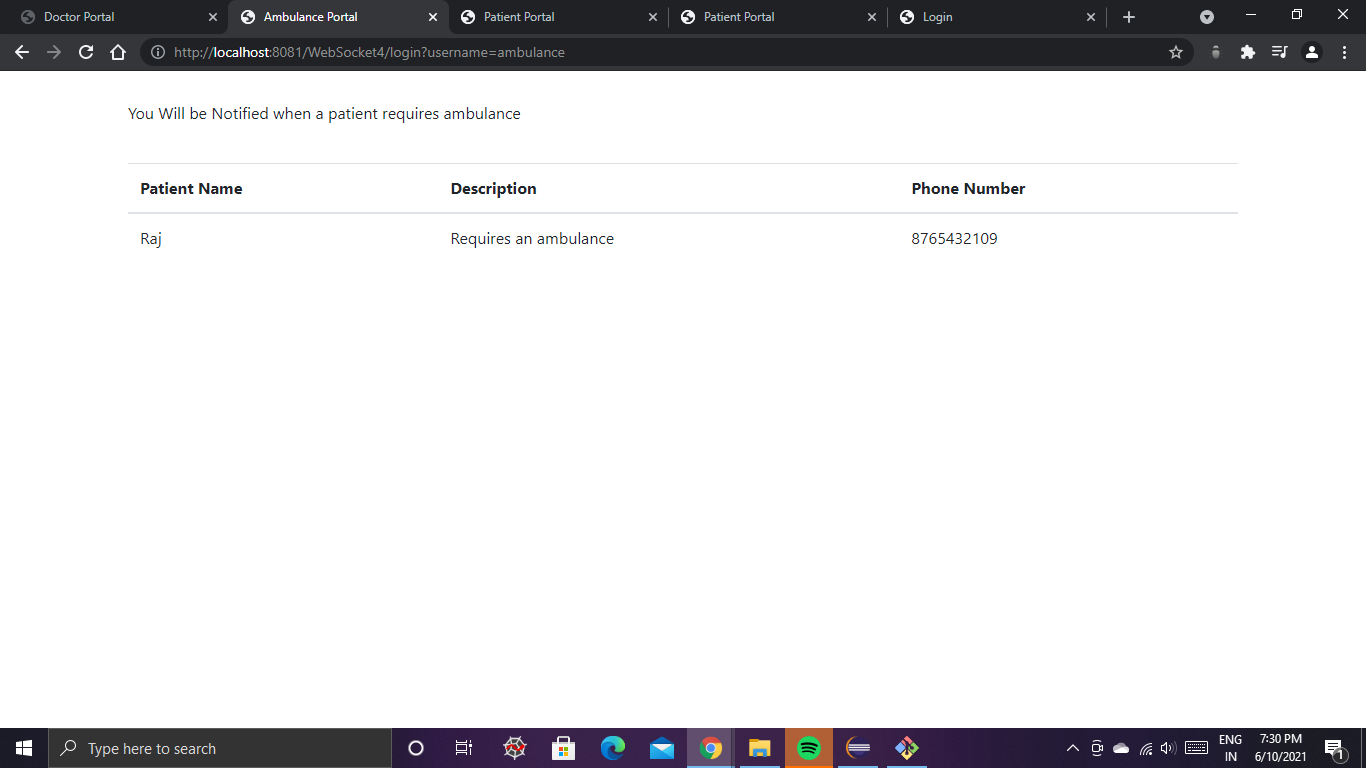 Doctor Portal
Ambulance Portal
Patient Portal
Patient Portal
Login
http://localhost:8081/WebSocket4/login?username=ambulance
You Will be Notified when a patient requires ambulance
Patient Name Description Phone Number
Raj Requires an ambulance 8765432109
Type here to search
ENG
IN
7:30 PM
6/10/2021
1